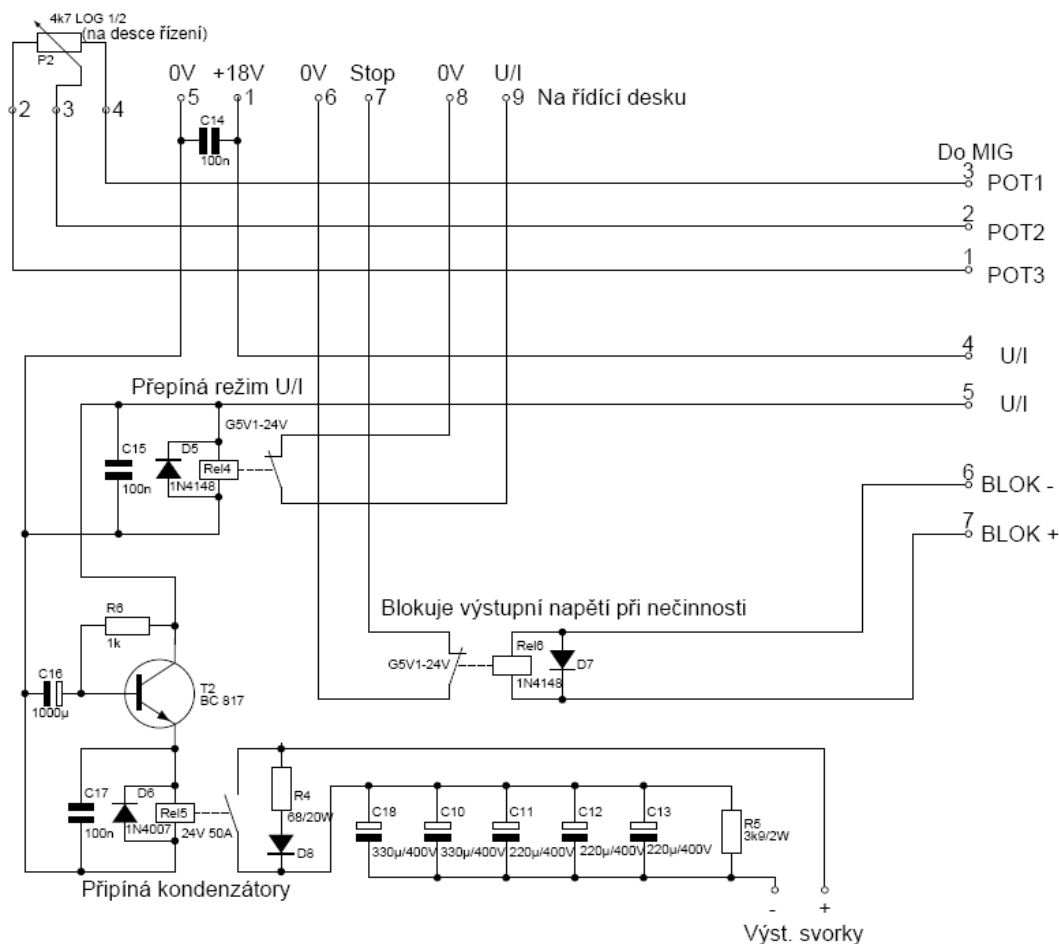 4k7 LOG 1/2
(na desce řízení)
P2
2 3 4
0V +18V 0V Stop 0V U/I
5 1 6 7 8 9 Na řídící desku
C14
100n
Do MIG
3 POT1
2 POT2
1 POT3
4 U/I
5 U/I
6 BLOK -
7 BLOK +
Přepíná režim U/I
G5V1-24V
C15
100n
D5
1N4148
Rel4
Blokuje výstupní napětí při nečinnosti
G5V1-24V
Rel6
1N4148
D7
R6
1k
C16
1000µ
T2
BC 817
C17
100n
D6
1N4007
Rel5
24V 50A
R4
68/20W
D8
C18
330µ/400V
C10
330µ/400V
C11
220µ/400V
C12
220µ/400V
C13
220µ/400V
R5
3k9/2W
Připíná kondenzátory
- +
Výst. svorky